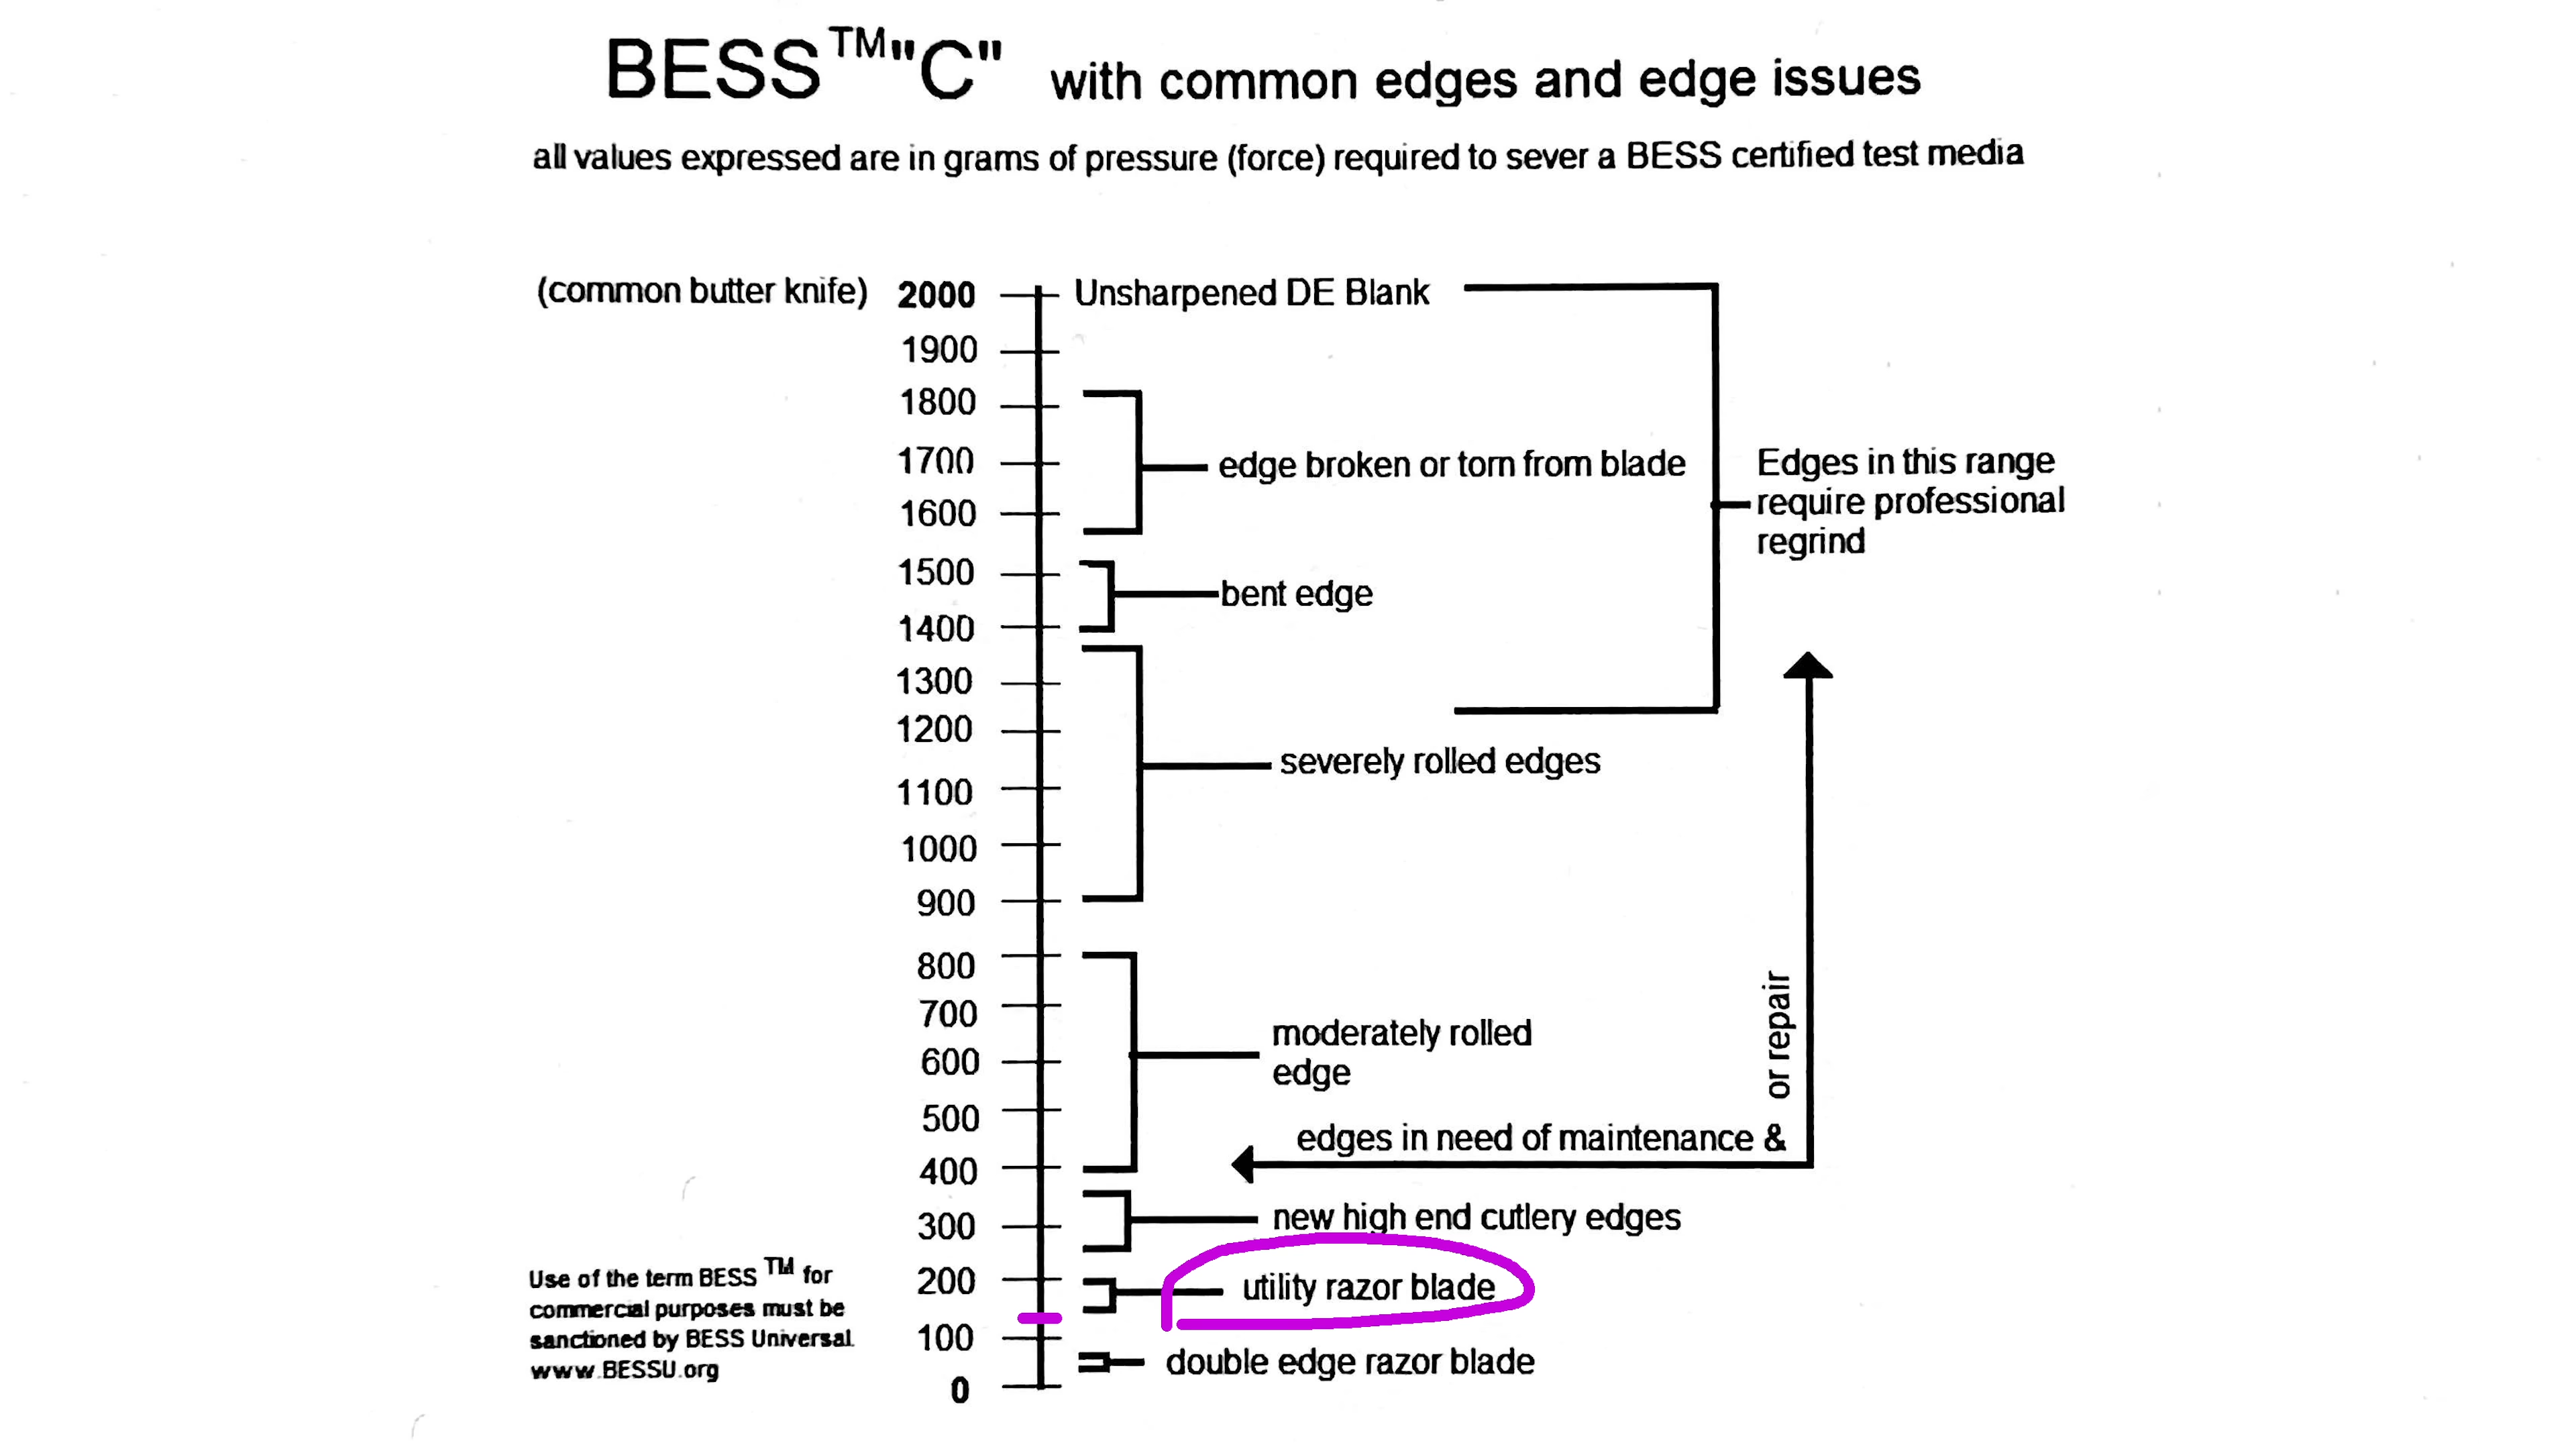 BESS™"C" with common edges and edge issues
all values expressed are in grams of pressure (force) required to sever a BESS certified test media
(common butter knife) 2000 Unsharpened DE Blank
1900
1800
1700 edge broken or torn from blade
Edges in this range
require professional
regrind
1600
1500
bent edge
1400
1300
1200
severely rolled edges
1100
1000
900
800
700
moderately rolled
edge
600
500
edges in need of maintenance &
or repair
400
300 new high end cutlery edges
200 utility razor blade
100
double edge razor blade
0
Use of the term BESS ™ for
commercial purposes must be
sanctioned by BESS Universal
www.BESSU.org